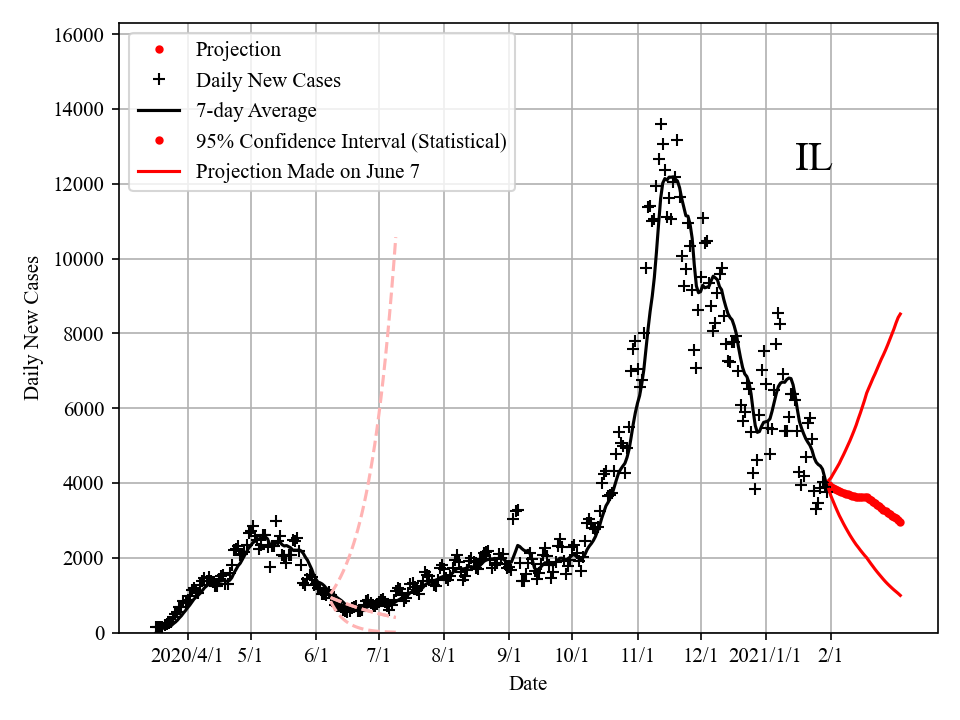 16000
14000
12000
10000
8000
6000
4000
2000
0
Daily New Cases
Projection
Daily New Cases
7-day Average
95% Confidence Interval (Statistical)
Projection Made on June 7
IL
2020/4/1 5/1 6/1 7/1 8/1 9/1 10/1 11/1 12/1 2021/1/1 2/1
Date